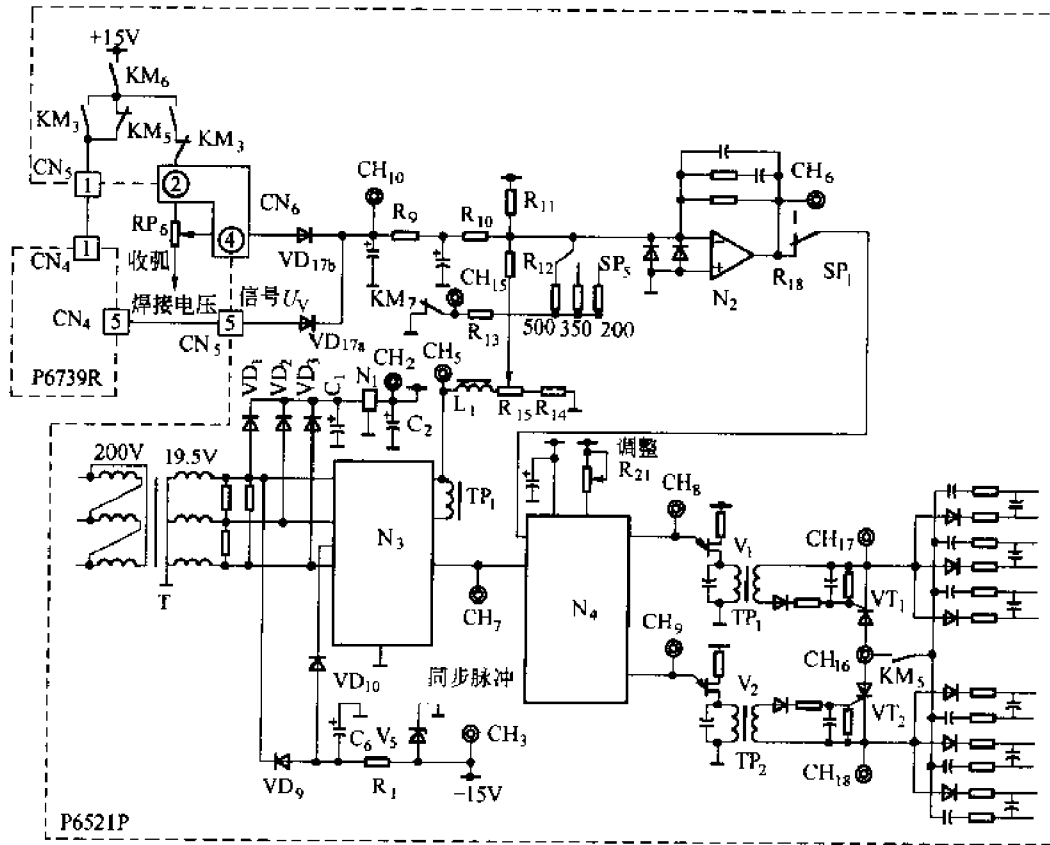 +15V
KM₆
KM₃
KM₅
KM₃
CN₅
1
2
CH₁₀
CN₆
R₉
R₁₀
R₁₁
CH₆
RP₆
4
1
CN₄
收弧
VD₁₇b
R₁₂
CH₁₅
SP₅
N₂
R₁₈
SP₁
焊接电压
信号U_V
KM₇
R₁₃
500
350
200
CN₄
5
5
CN₅
VD₁₇a
P6739R
VD₁
VD₂
VD₃
C₁
N₁
CH₂
C₂
CH₅
L₁
R₁₅
R₁₄
200V
19.5V
调整
R₂₁
TP₁
CH₈
N₃
V₁
CH₁₇
T
CH₇
N₄
TP₁
VT₁
CH₉
CH₁₆
KM₅
VD₁₀
同步脉冲
V₂
VT₂
C₆
V₅
CH₃
TP₂
CH₁₈
VD₉
R₁
−15V
P6521P